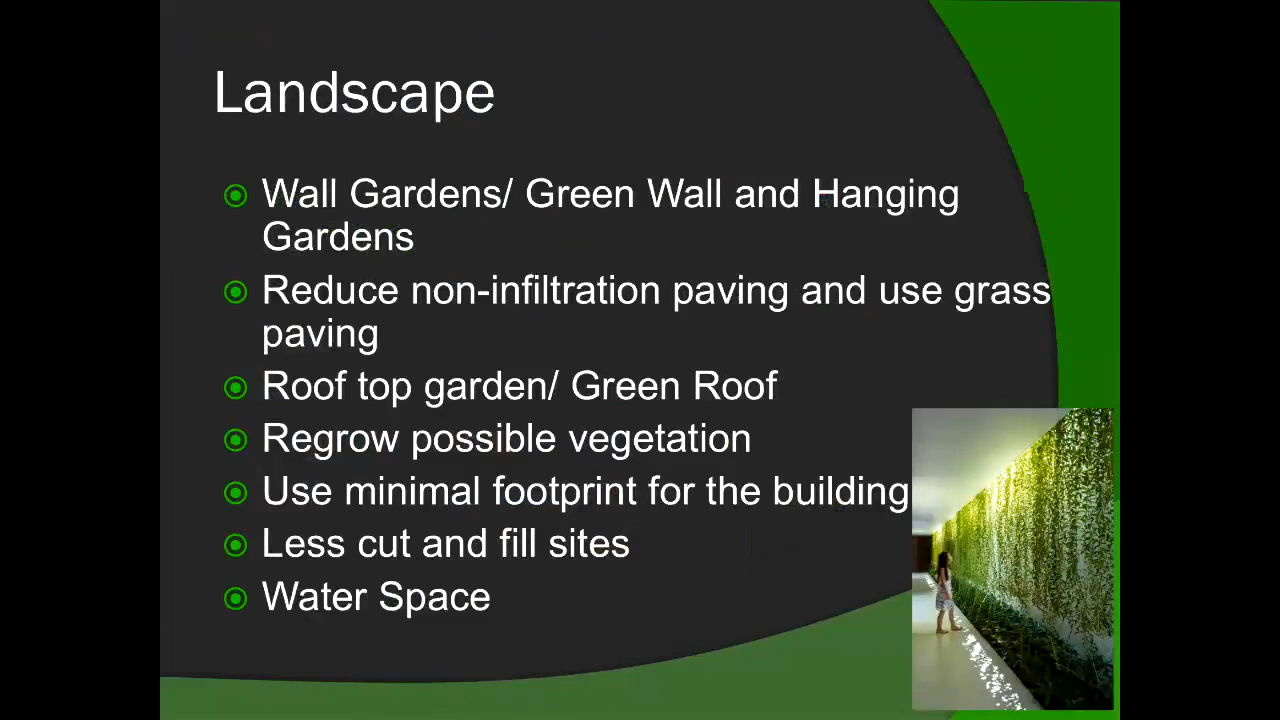 Landscape
Wall Gardens/ Green Wall and Hanging
Gardens
Reduce non-infiltration paving and use grass
paving
Roof top garden/ Green Roof
Regrow possible vegetation
Use minimal footprint for the building
Less cut and fill sites
Water Space